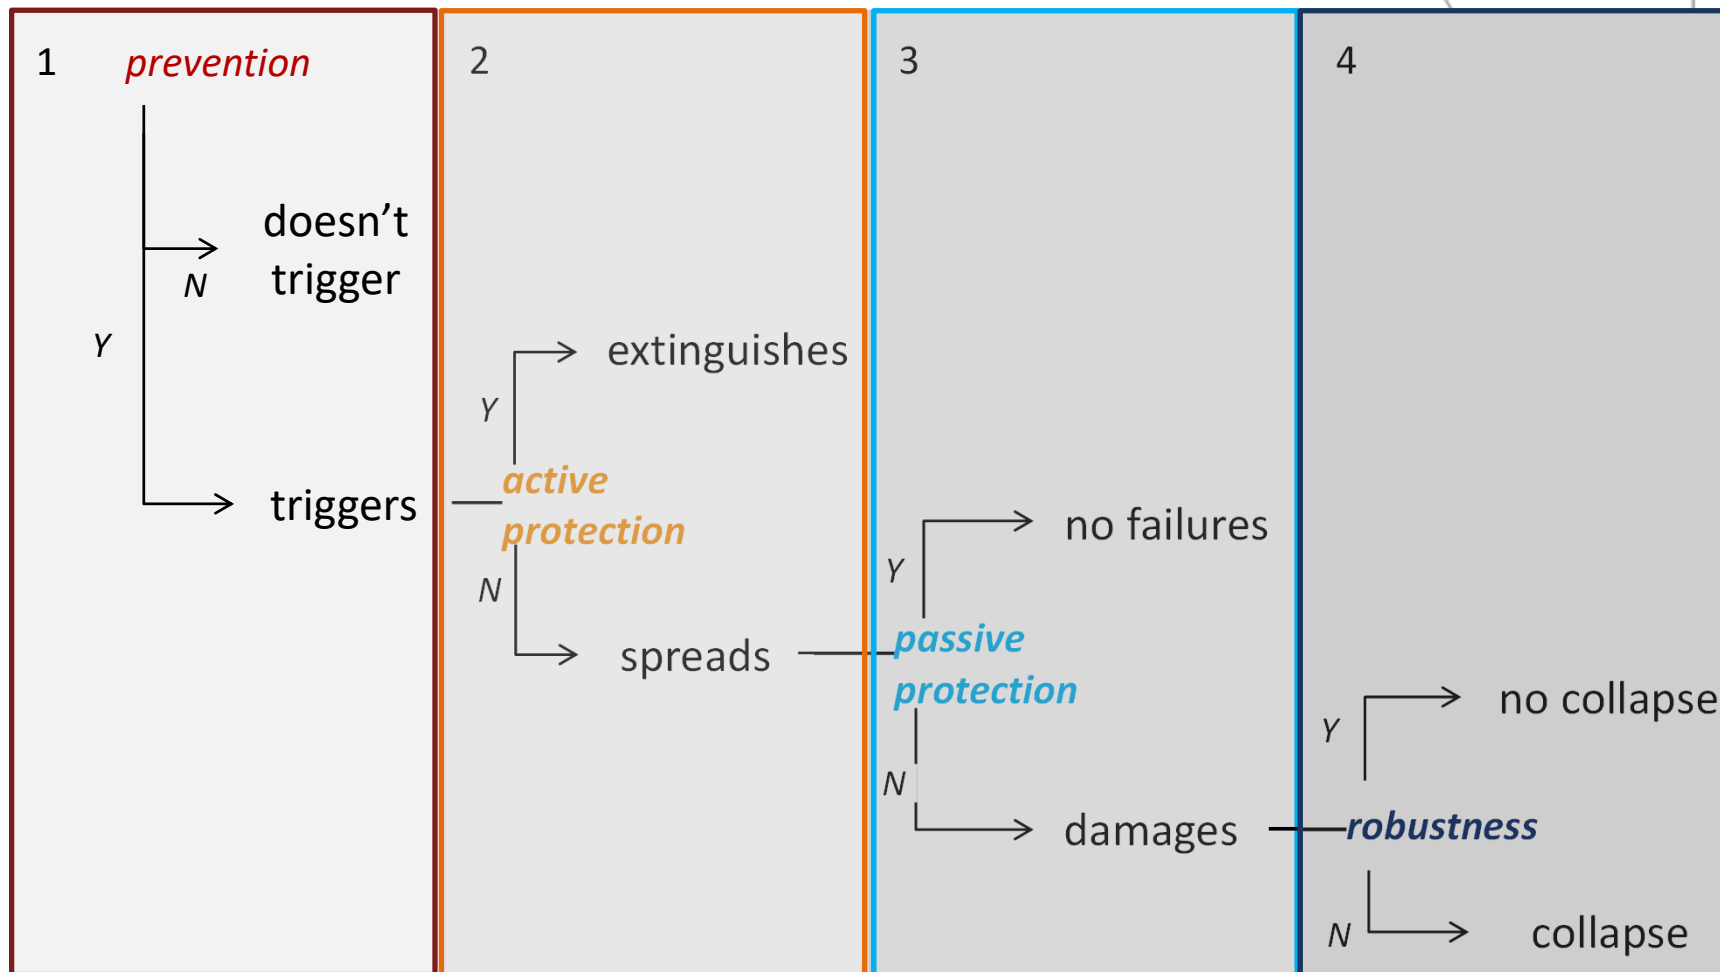 1 prevention
doesn’t
trigger
N
Y
triggers
2
extinguishes
Y
active
protection
N
spreads
3
no failures
Y
passive
protection
N
damages
4
no collapse
Y
robustness
N
collapse